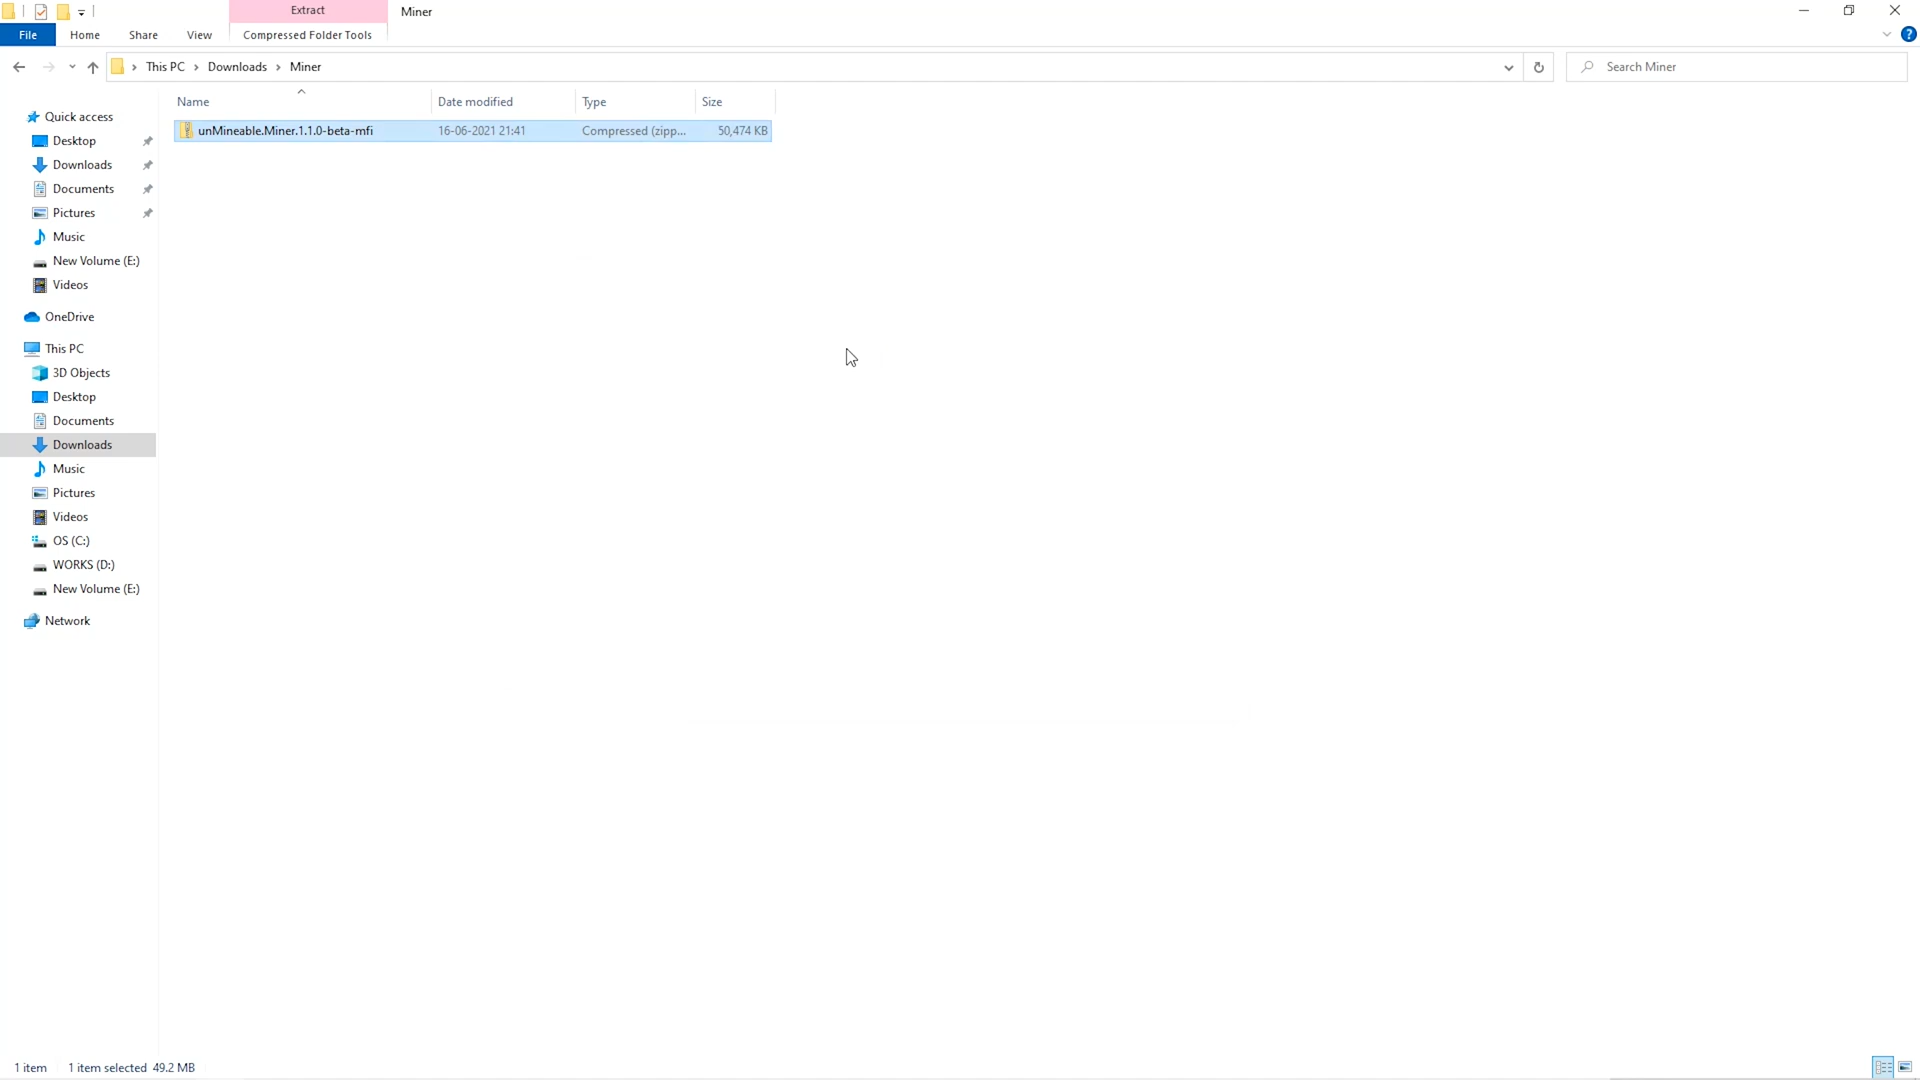 Extract
Miner
File
Home
Share
View
Compressed Folder Tools
This PC
Downloads
Miner
Search Miner
Name
Date modified
Type
Size
unMineable.Miner.1.1.0-beta-mfi
16-06-2021 21:41
Compressed (zipp...
50,474 KB
Quick access
Desktop
Downloads
Documents
Pictures
Music
New Volume (E:)
Videos
OneDrive
This PC
3D Objects
Desktop
Documents
Downloads
Music
Pictures
Videos
OS (C:)
WORKS (D:)
New Volume (E:)
Network
1 item
1 item selected 49.2 MB